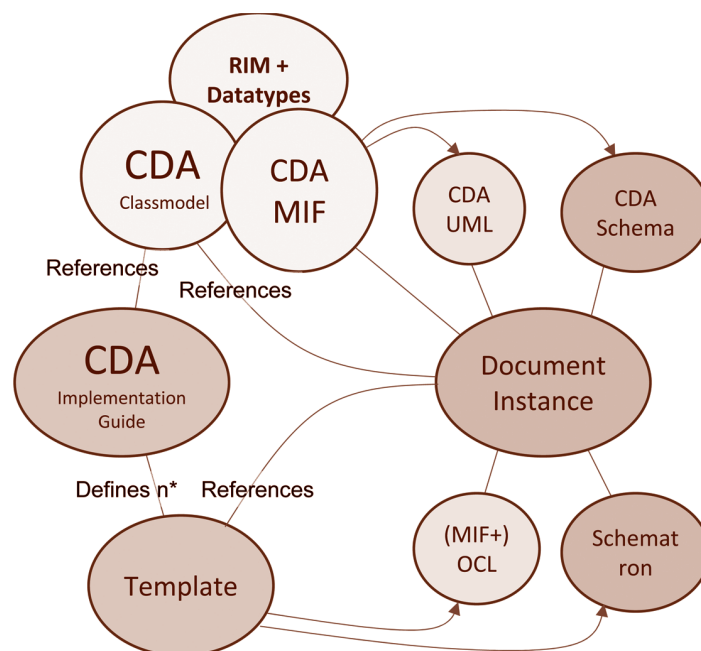 RIM +
Datatypes
CDA
Classmodel
CDA
MIF
CDA
UML
CDA
Schema
References
References
CDA
Implementation
Guide
Document
Instance
Defines n*
References
Template
(MIF+)
OCL
Schemat
ron